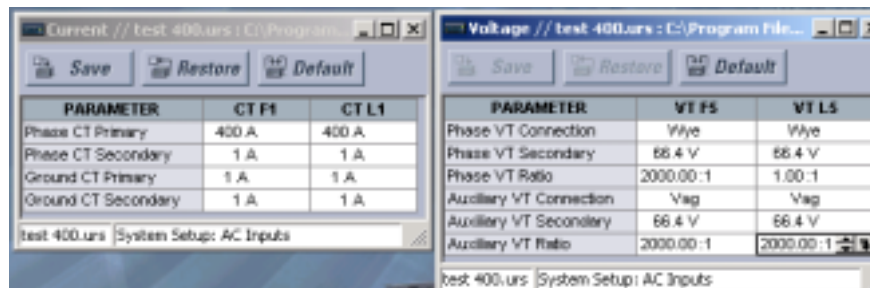 Current // test 400.urs : C:\Program...
Save Restore Default
PARAMETER CT F1 CT L1
Phase CT Primary 400 A 400 A
Phase CT Secondary 1 A 1 A
Ground CT Primary 1 A 1 A
Ground CT Secondary 1 A 1 A
test 400.urs System Setup: AC Inputs
Voltage // test 400.urs : C:\Program File...
Save Restore Default
PARAMETER VT F5 VT L5
Phase VT Connection Wye Wye
Phase VT Secondary 66.4 V 66.4 V
Phase VT Ratio 2000.00 :1 1.00 :1
Auxiliary VT Connection Vag Vag
Auxiliary VT Secondary 66.4 V 66.4 V
Auxiliary VT Ratio 2000.00 :1 2000.00 :1
test 400.urs System Setup: AC Inputs